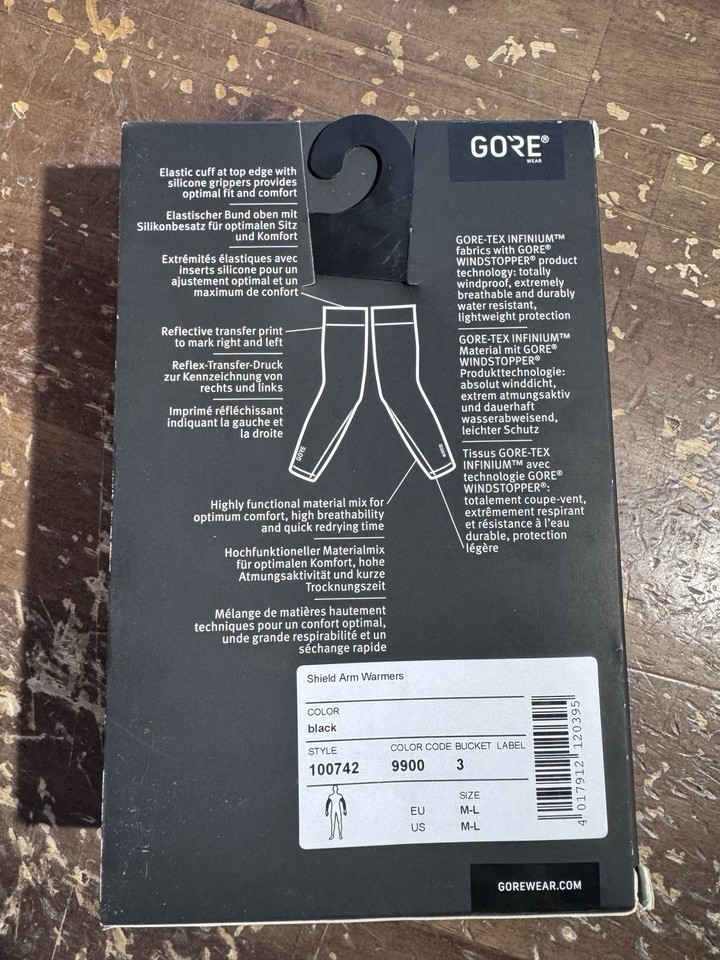 GORE®
WEAR
Elastic cuff at top edge with
silicone grippers provides
optimal fit and comfort
Elastischer Bund oben mit
Silikonbesatz für optimalen Sitz
und Komfort
Extrémités élastiques avec
inserts silicone pour un
ajustement optimal et un
maximum de confort
Reflective transfer print
to mark right and left
Reflex-Transfer-Druck
zur Kennzeichnung von
rechts und links
Imprimé réfléchissant
indiquant la gauche et
la droite
GORE-TEX INFINIUM™
fabrics with GORE®
WINDSTOPPER® product
technology: totally
windproof, extremely
breathable and durably
water resistant,
lightweight protection
GORE-TEX INFINIUM™
Material mit GORE®
WINDSTOPPER®
Produkttechnologie:
absolut winddicht,
extrem atmungsaktiv
und dauerhaft
wasserabweisend,
leichter Schutz
Tissus GORE-TEX
INFINIUM™ avec
technologie GORE®
WINDSTOPPER®:
totalement coupe-vent,
extrêmement respirant
et résistance à l'eau
durable, protection
légère
GORE
Highly functional material mix for
optimum comfort, high breathability
and quick redrying time
Hochfunktioneller Materialmix
für optimalen Komfort, hohe
Atmungsaktivität und kurze
Trocknungszeit
Mélange de matières hautement
techniques pour un confort optimal,
unde grande respirabilité et un
séchange rapide
Shield Arm Warmers
COLOR
black
STYLE COLOR CODE BUCKET LABEL
100742 9900 3
SIZE
EU M-L
US M-L
4 017912 120395
GOREWEAR.COM